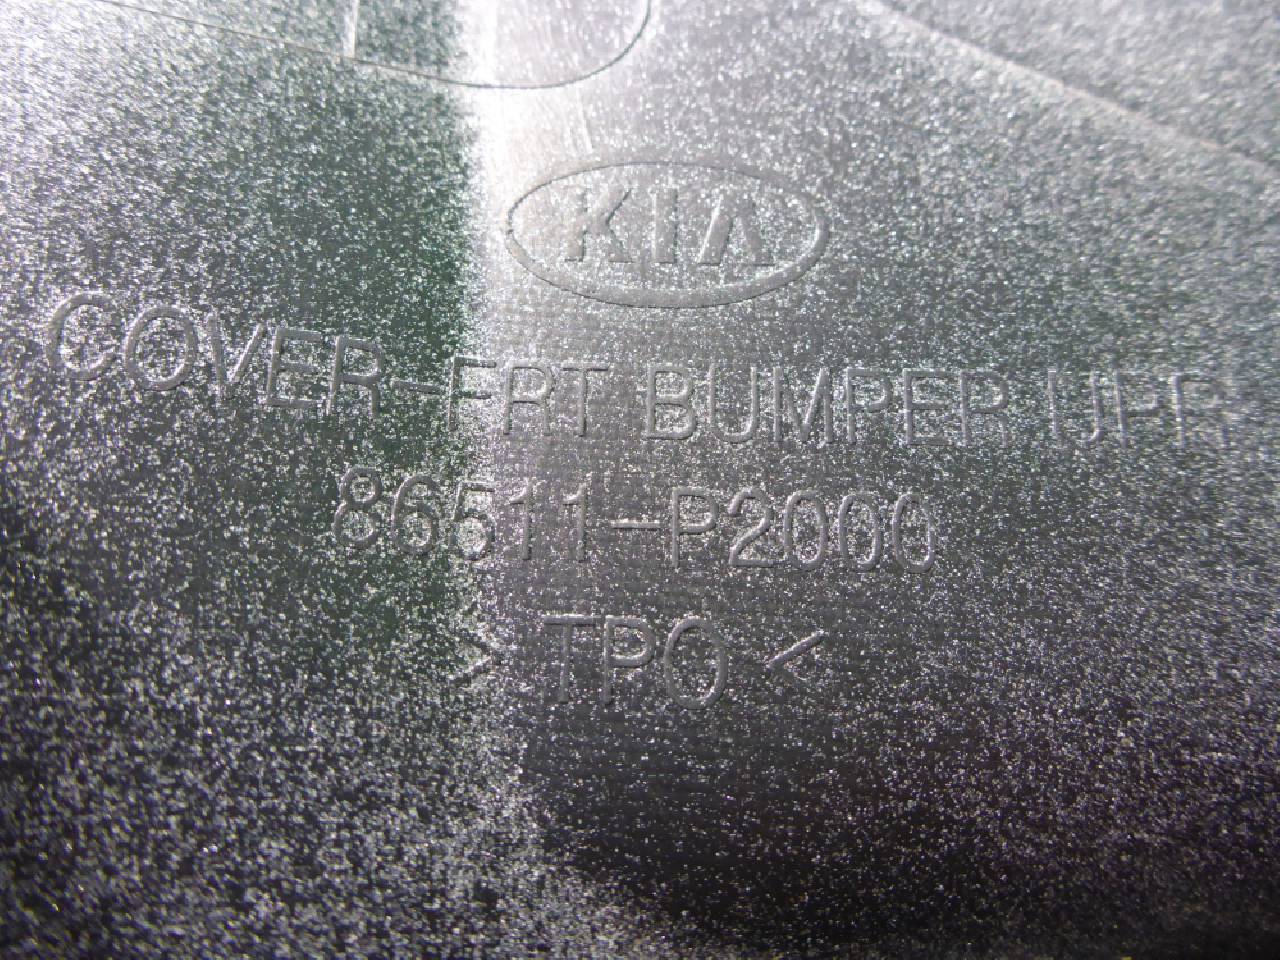 KIA
COVER-FRT BUMPER UPR
86511-P2000
> TPO <